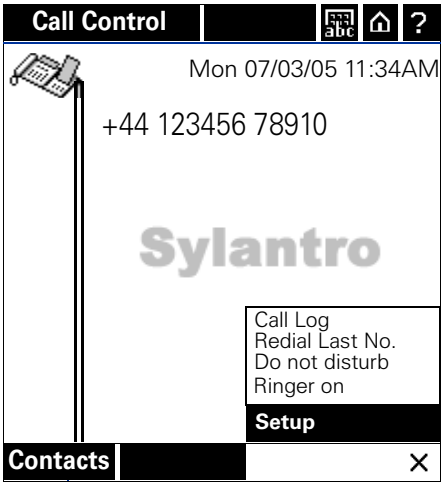 Call Control
abc
?
Mon 07/03/05 11:34AM
+44 123456 78910
Sylantro
Call Log
Redial Last No.
Do not disturb
Ringer on
Setup
Contacts